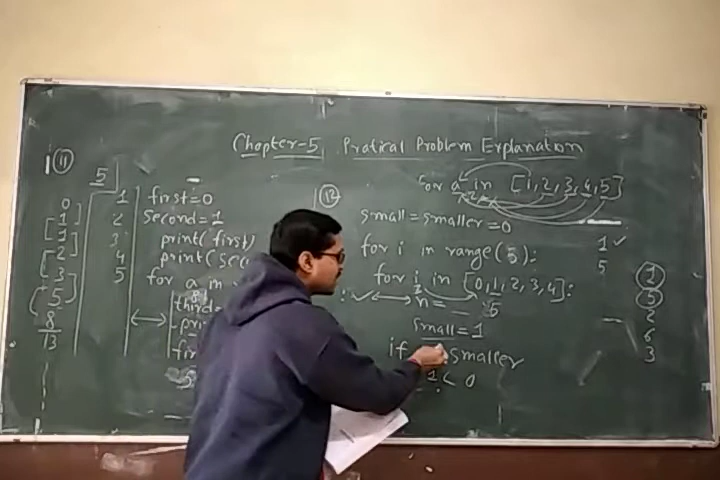 Chapter-5 Pratical Problem Explanation
11
5
0
1
1
2
3
5
8
13
1
2
3
4
5
first=0
Second=1
print(first)
print(Sec
for a in
third=
pri
fir
12
for a in [1,2,3,4,5]
small=smaller=0
for i in range(5):
for i in [0,1,2,3,4]:
n= 5
small=1
if smaller
1 < 0
1
5
1
5
2
6
3